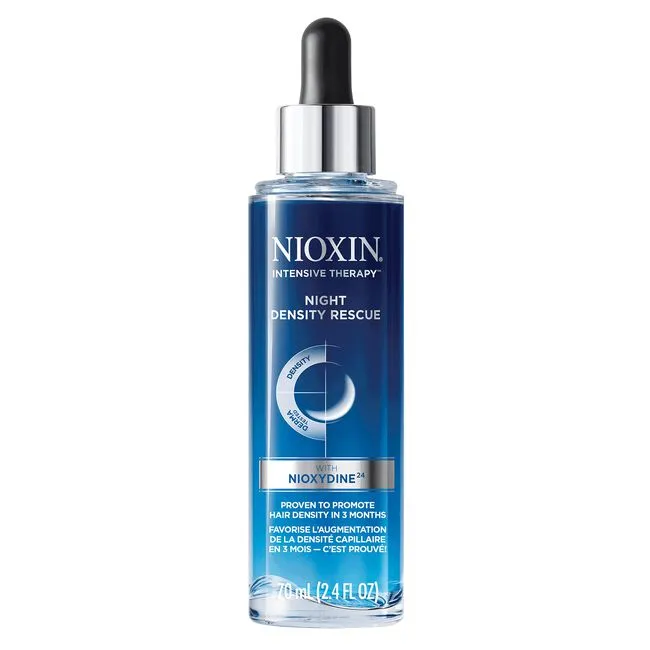 NIOXIN®
INTENSIVE THERAPY™
NIGHT
DENSITY RESCUE
DENSITY
DERMA
TESTED
WITH
NIOXYDINE²⁴
PROVEN TO PROMOTE
HAIR DENSITY IN 3 MONTHS
FAVORISE L'AUGMENTATION
DE LA DENSITÉ CAPILLAIRE
EN 3 MOIS — C'EST PROUVÉ!
70 mL (2.4 FL OZ)